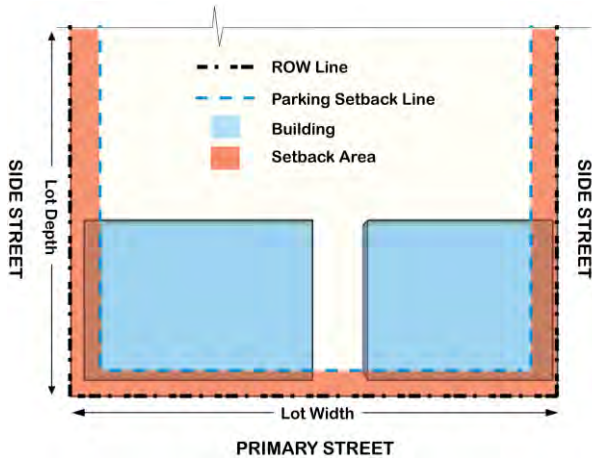 ROW Line
Parking Setback Line
Building
Setback Area
SIDE STREET
Lot Depth
SIDE STREET
Lot Width
PRIMARY STREET